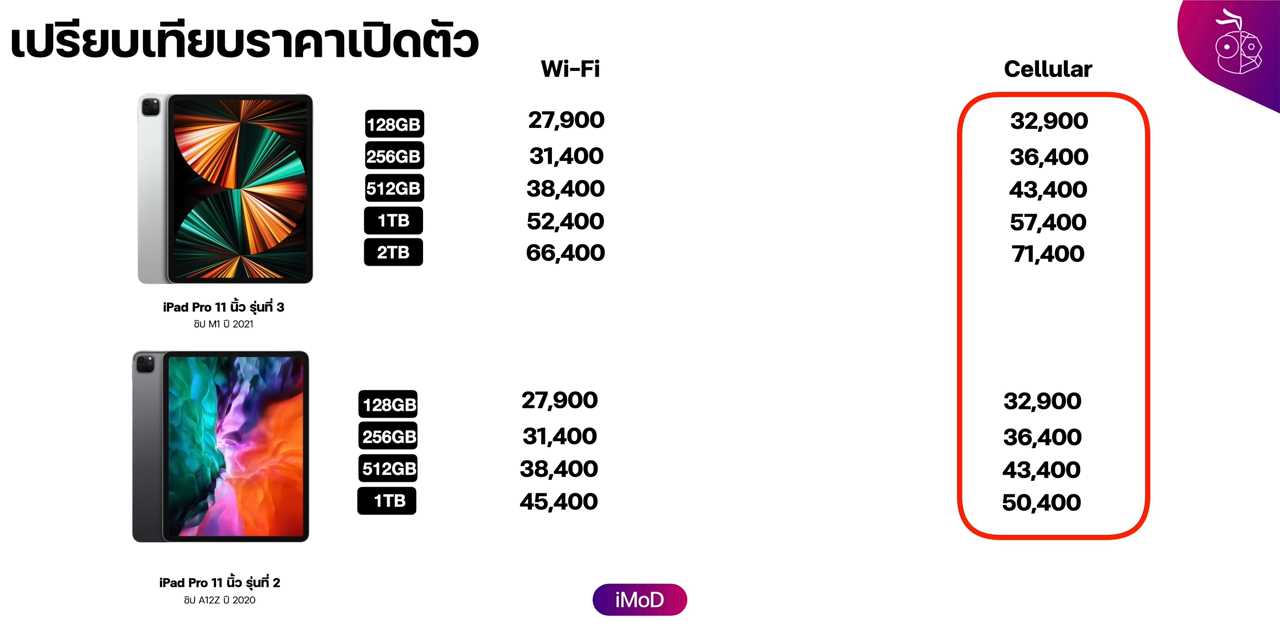 เปรียบเทียบราคาเปิดตัว
Wi-Fi Cellular
128GB 27,900 32,900
256GB 31,400 36,400
512GB 38,400 43,400
1TB 52,400 57,400
2TB 66,400 71,400
iPad Pro 11 นิ้ว รุ่นที่ 3
ชิป M1 ปี 2021
128GB 27,900 32,900
256GB 31,400 36,400
512GB 38,400 43,400
1TB 45,400 50,400
iPad Pro 11 นิ้ว รุ่นที่ 2
ชิป A12Z ปี 2020
iMoD